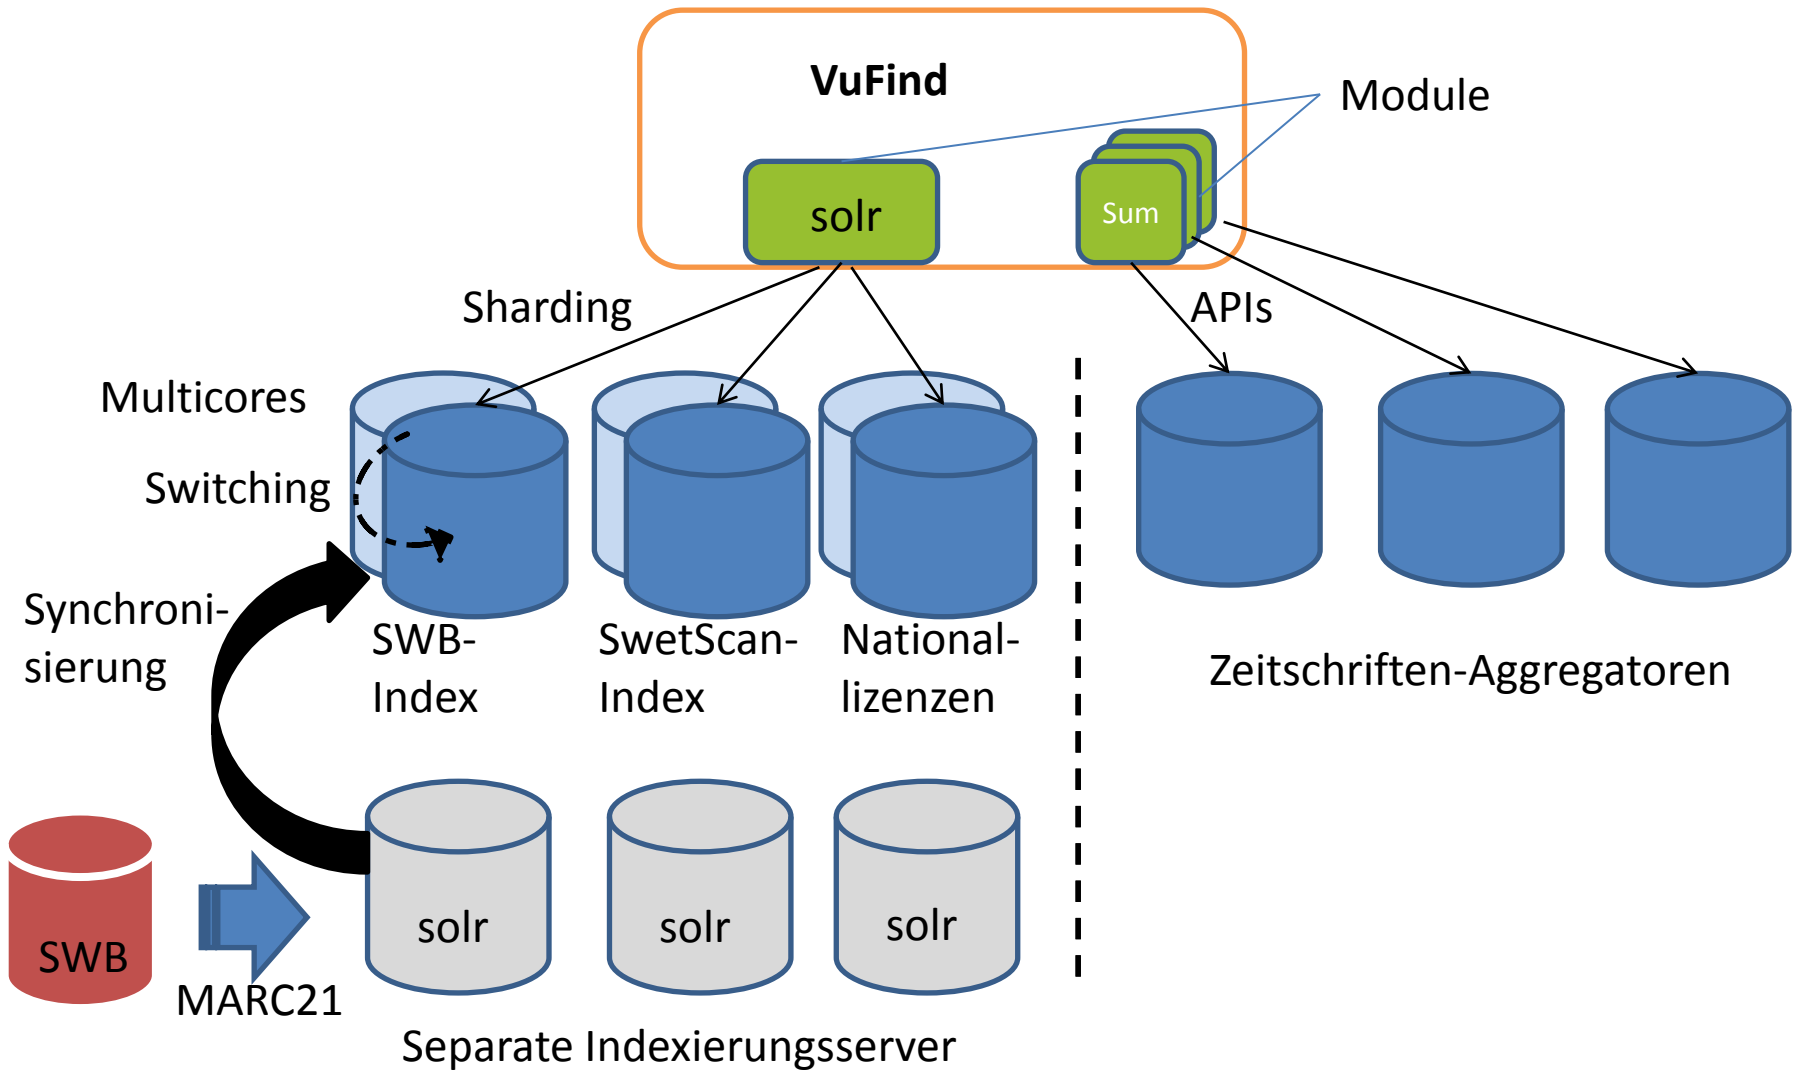 VuFind
Module
solr
Sum
Sharding
APIs
Multicores
Switching
Synchroni-
sierung
SWB-
Index
SwetScan-
Index
National-
lizenzen
Zeitschriften-Aggregatoren
SWB
MARC21
solr
solr
solr
Separate Indexierungsserver